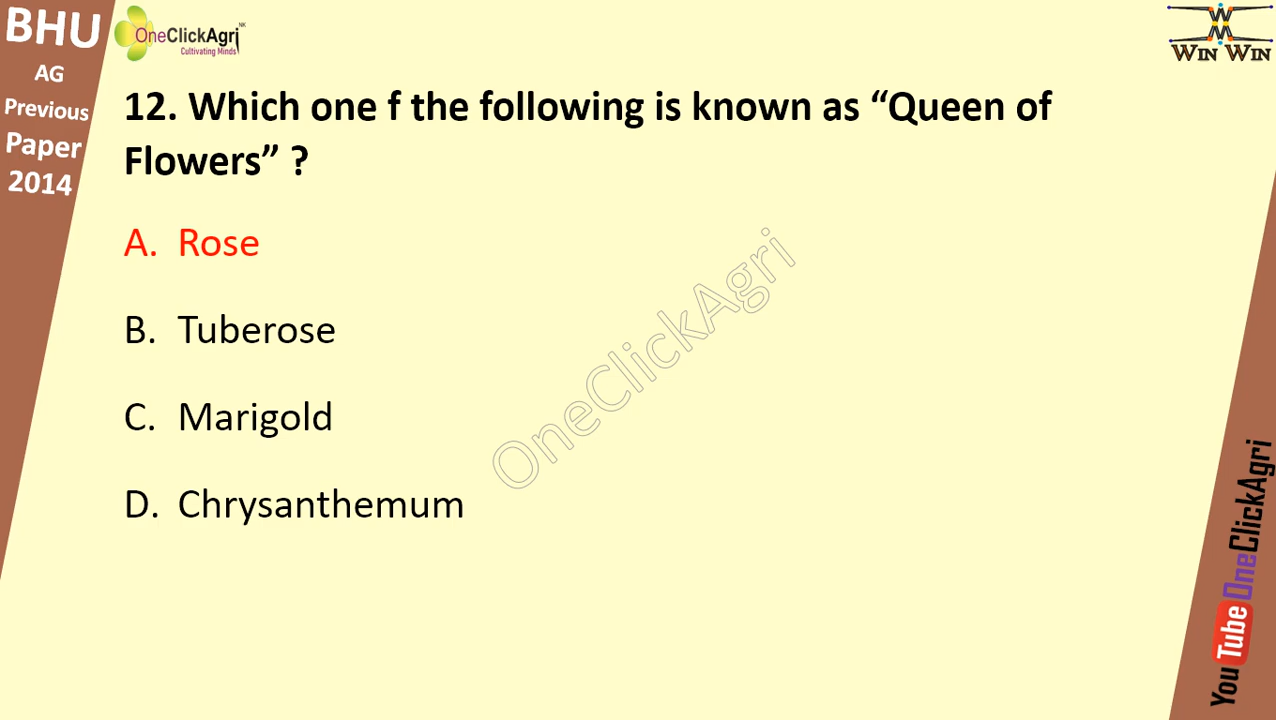 BHU
AG
Previous
Paper
2014
OneClickAgri NK
Cultivating Minds
WIN WIN
12. Which one f the following is known as “Queen of
Flowers” ?
A. Rose
B. Tuberose
C. Marigold
D. Chrysanthemum
OneClickAgri
YouTube OneClickAgri